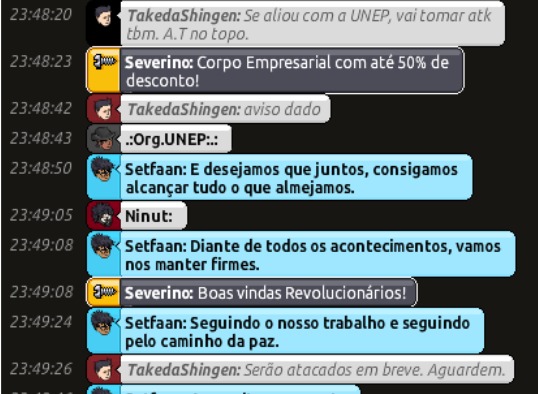 23:48:20 TakedaShingen: Se aliou com a UNEP, vai tomar atk
tbm. A.T no topo.
23:48:23 Severino: Corpo Empresarial com até 50% de
desconto!
23:48:42 TakedaShingen: aviso dado
23:48:43 .:Org.UNEP:.:
23:48:50 Setfaan: E desejamos que juntos, consigamos
alcançar tudo o que almejamos.
23:49:05 Ninut:
23:49:08 Setfaan: Diante de todos os acontecimentos, vamos
nos manter firmes.
23:49:08 Severino: Boas vindas Revolucionários!
23:49:24 Setfaan: Seguindo o nosso trabalho e seguindo
pelo caminho da paz.
23:49:26 TakedaShingen: Serão atacados em breve. Aguardem.